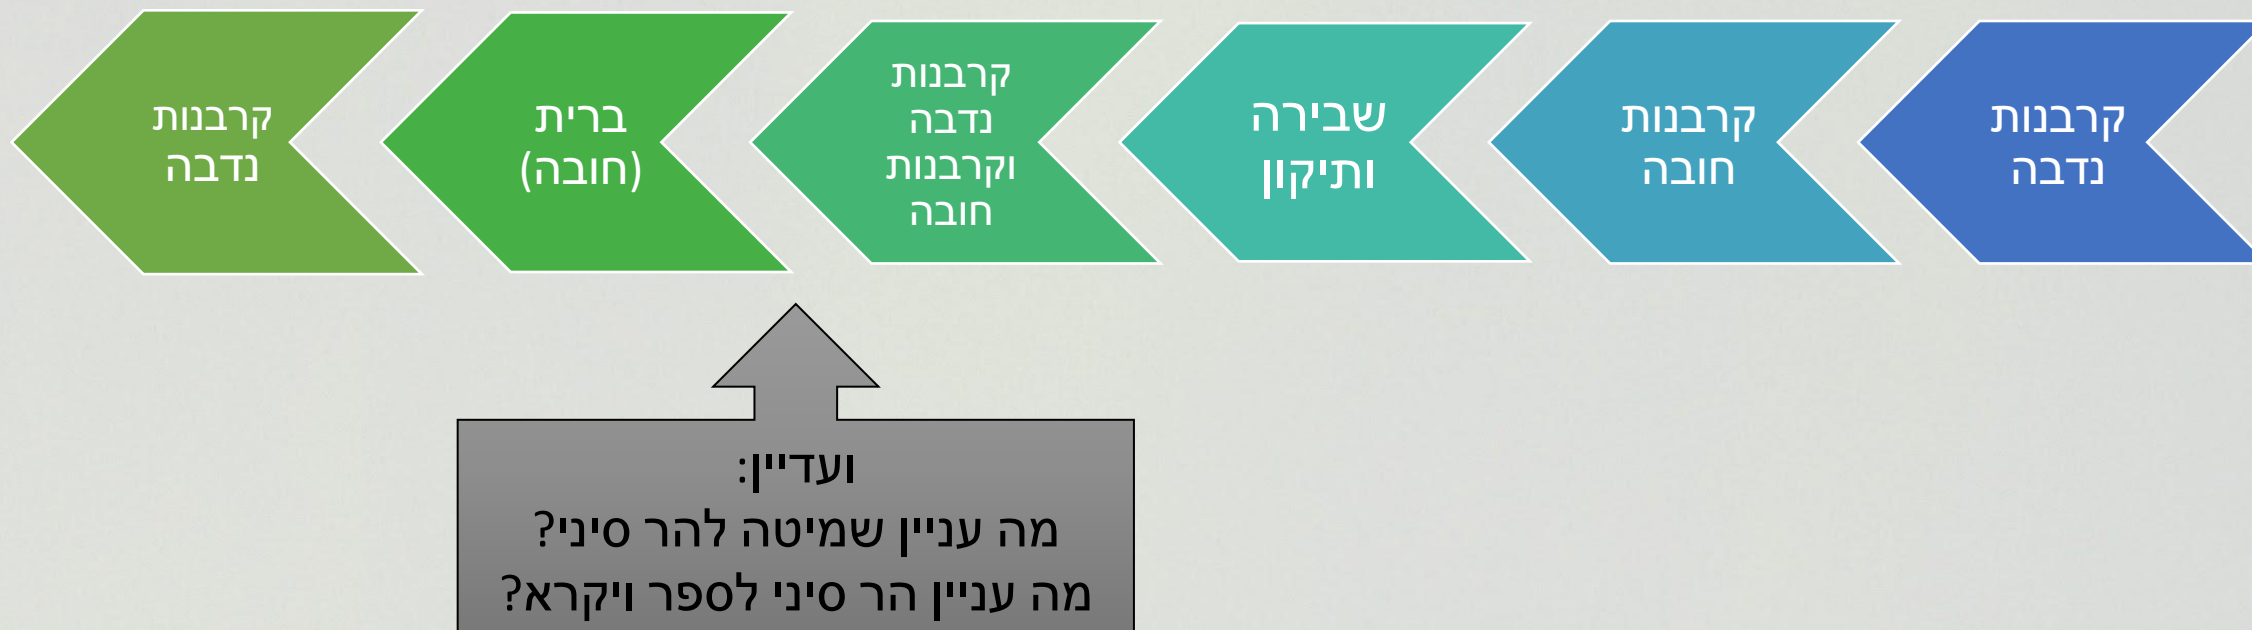 קרבנות
נדבה
קרבנות
חובה
שבירה
ותיקון
קרבנות
נדבה
וקרבנות
חובה
ברית
(חובה)
קרבנות
נדבה
ועדיין:
מה עניין שמיטה להר סיני?
מה עניין הר סיני לספר ויקרא?